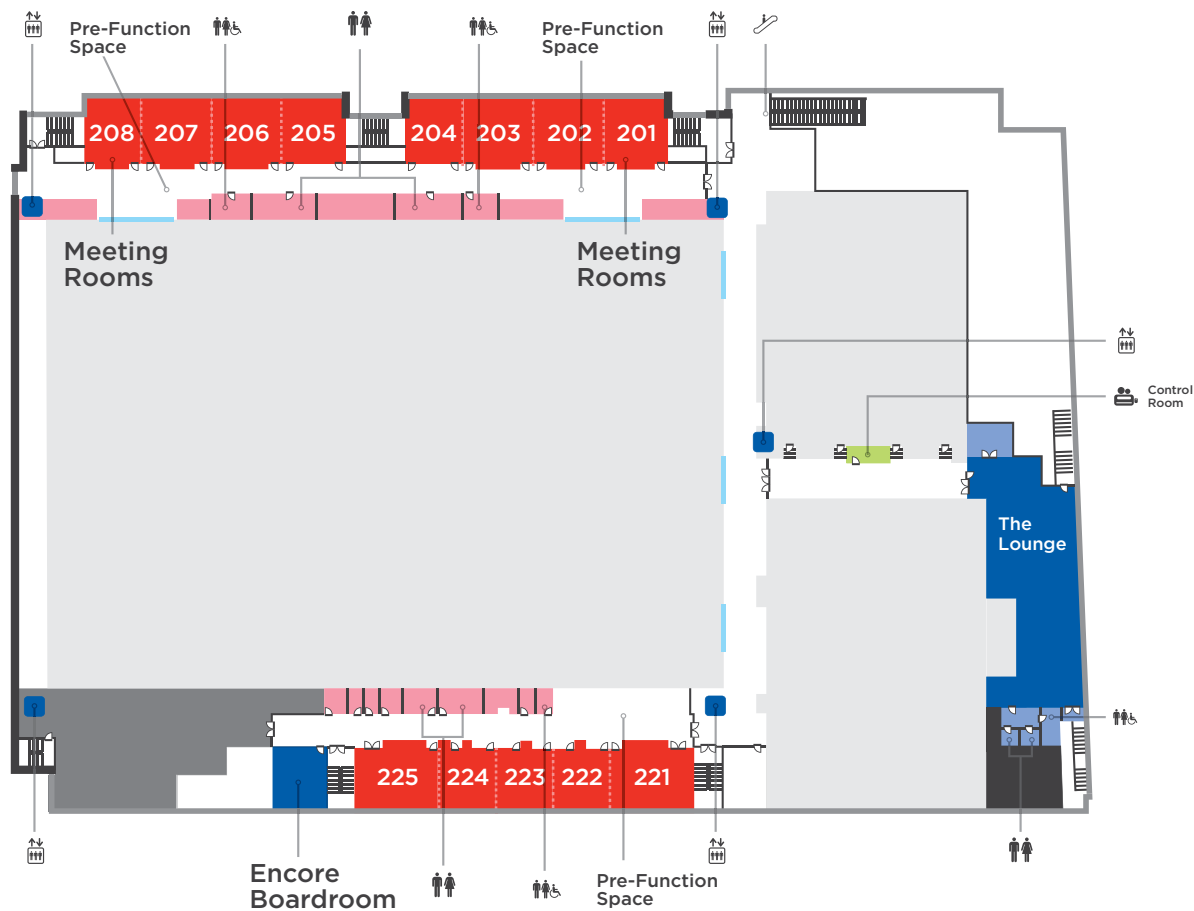 Pre-Function
Space
Pre-Function
Space
208
207
206
205
204
203
202
201
Meeting
Rooms
Meeting
Rooms
Control
Room
The
Lounge
225
224
223
222
221
Encore
Boardroom
Pre-Function
Space